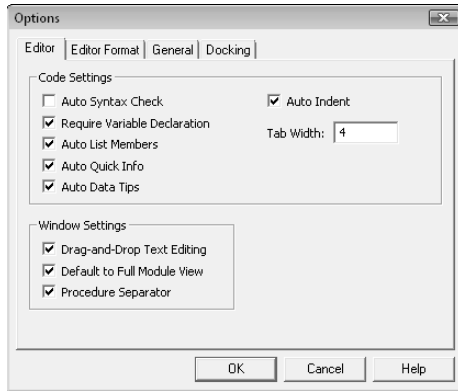 Options
Editor Editor Format General Docking
Code Settings
Auto Syntax Check
Auto Indent
Require Variable Declaration
Tab Width: 4
Auto List Members
Auto Quick Info
Auto Data Tips
Window Settings
Drag-and-Drop Text Editing
Default to Full Module View
Procedure Separator
OK Cancel Help